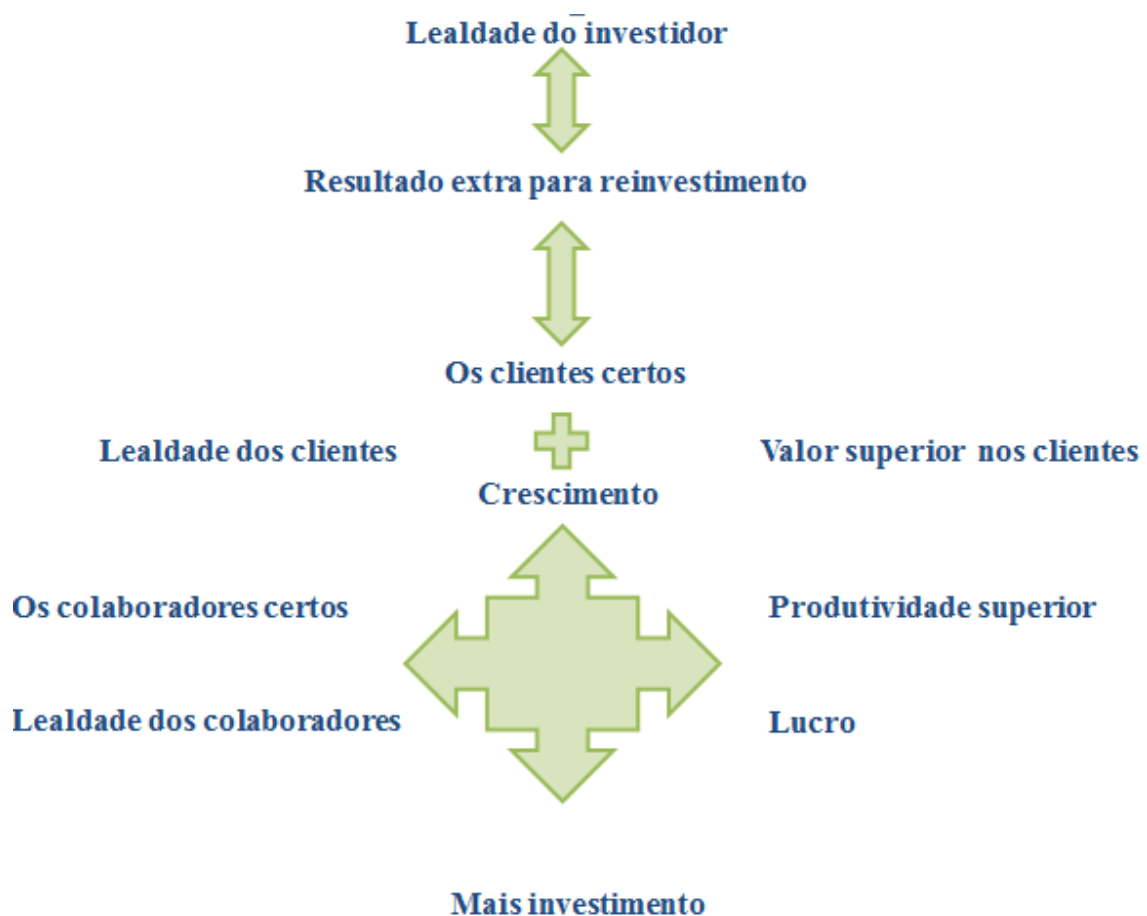 Lealdade do investidor
Resultado extra para reinvestimento
Os clientes certos
Lealdade dos clientes
Valor superior nos clientes
Crescimento
Os colaboradores certos
Produtividade superior
Lealdade dos colaboradores
Lucro
Mais investimento